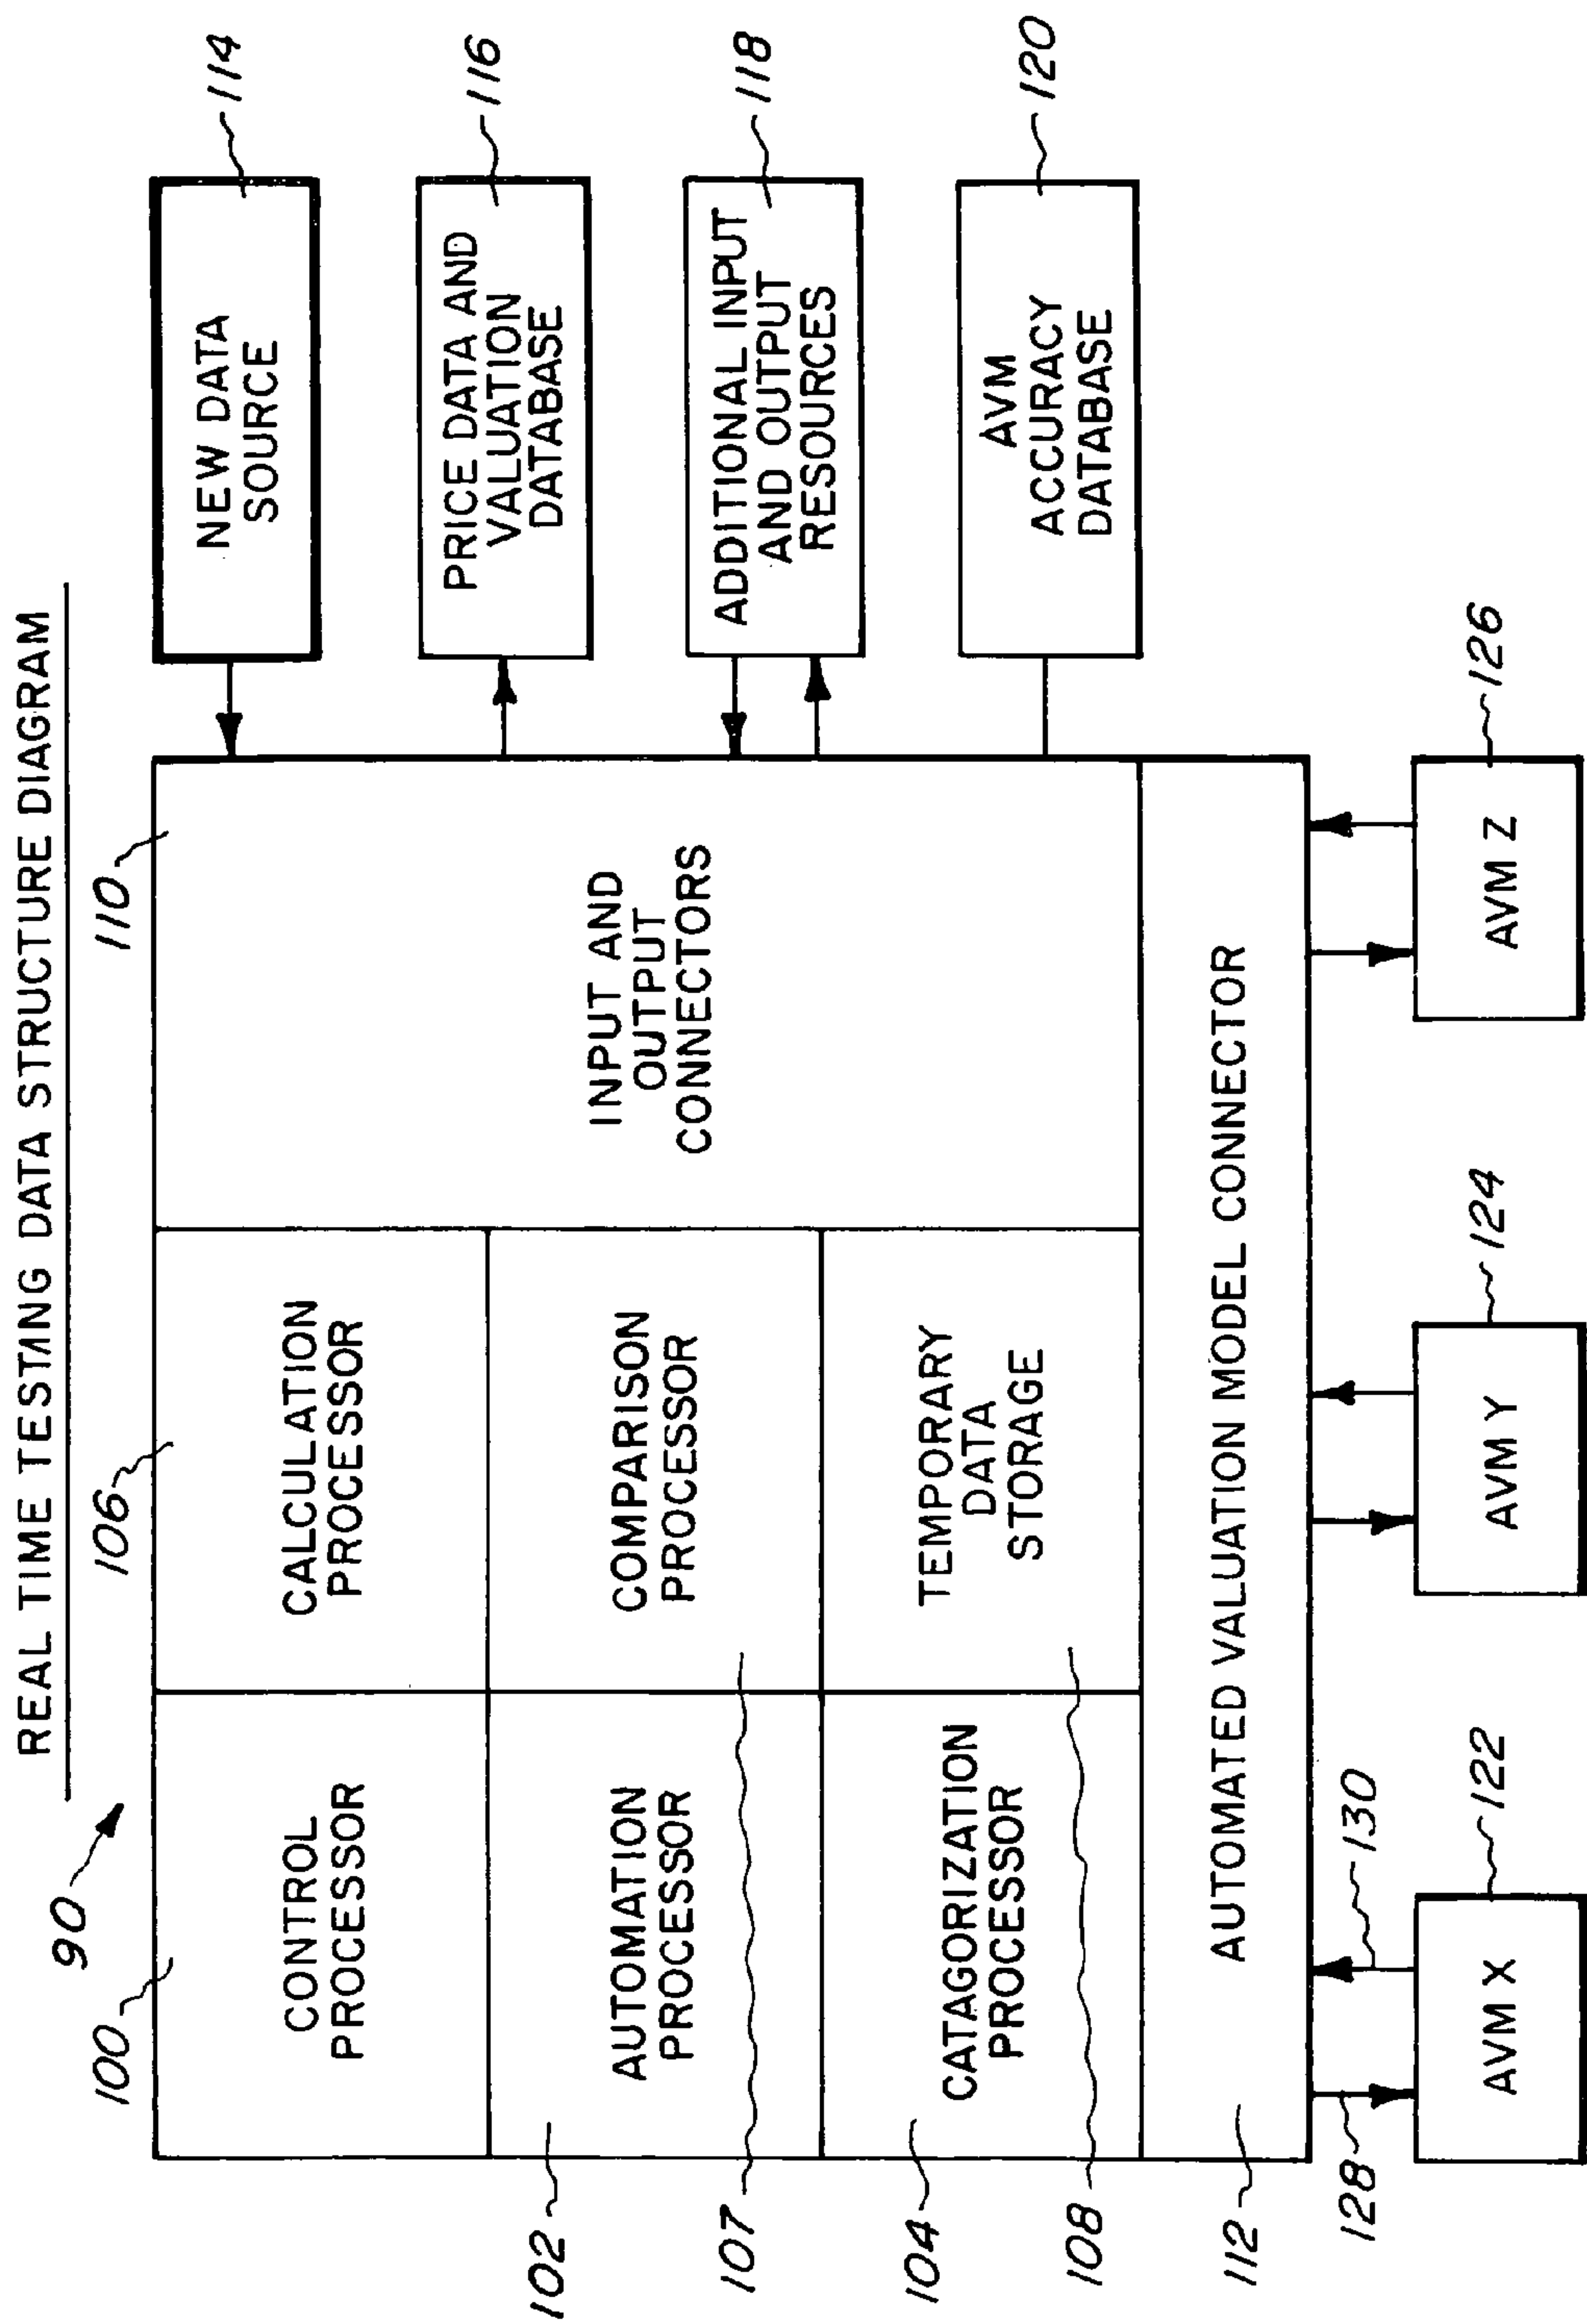 REAL TIME TESTING DATA STRUCTURE DIAGRAM
90
100
106
110
CONTROL
PROCESSOR
CALCULATION
PROCESSOR
INPUT AND
OUTPUT
CONNECTORS
102
AUTOMATION
PROCESSOR
COMPARISON
PROCESSOR
107
104
CATAGORIZATION
PROCESSOR
TEMPORARY
DATA
STORAGE
108
112
AUTOMATED VALUATION MODEL CONNECTOR
NEW DATA
SOURCE
114
PRICE DATA AND
VALUATION
DATABASE
116
ADDITIONAL INPUT
AND OUTPUT
RESOURCES
118
AVM
ACCURACY
DATABASE
120
128
130
AVM X
122
AVM Y
124
AVM Z
126